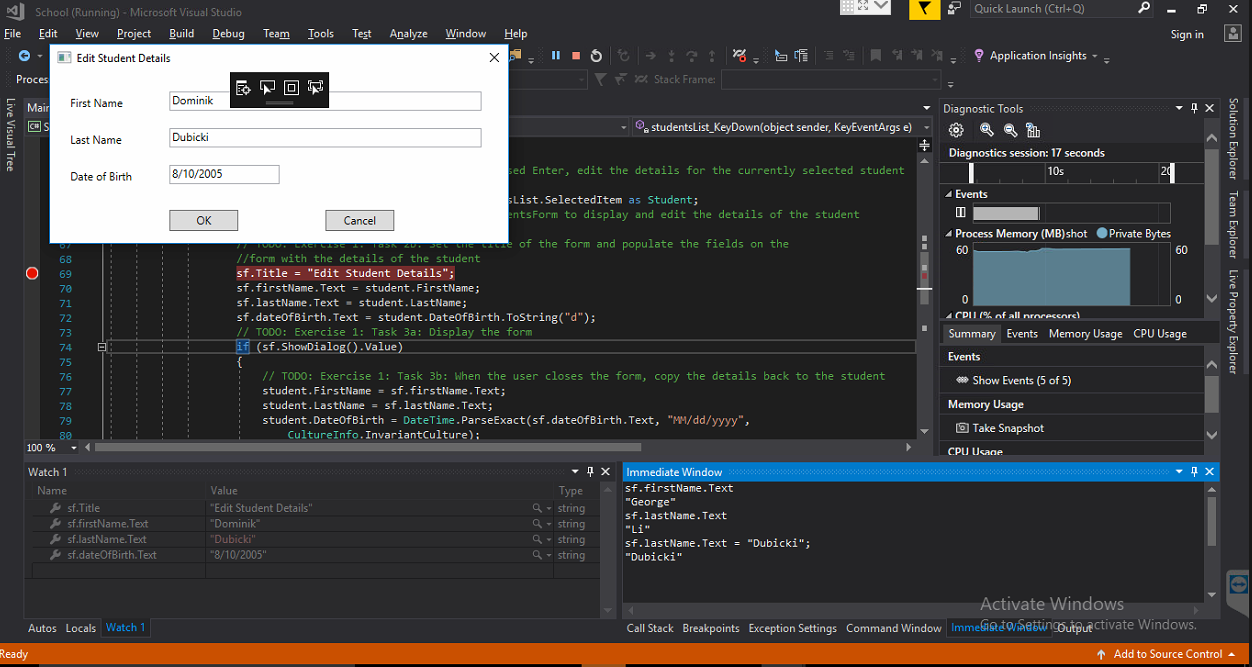 School (Running) - Microsoft Visual Studio
Quick Launch (Ctrl+Q)
File Edit View Project Build Debug Team Tools Test Analyze Window Help
Sign in
Application Insights
Proces
Stack Frame:
Edit Student Details
First Name
Dominik
Last Name
Dubicki
Date of Birth
8/10/2005
OK
Cancel
Live Visual Tree
Main
C#
studentsList_KeyDown(object sender, KeyEventArgs e)
sed Enter, edit the details for the currently selected student
sList.SelectedItem as Student;
entsForm to display and edit the details of the student
67 // TODO: Exercise 1: Task 2b: Set the title of the form and populate the fields on the
68 //form with the details of the student
69 sf.Title = "Edit Student Details";
70 sf.firstName.Text = student.FirstName;
71 sf.lastName.Text = student.LastName;
72 sf.dateOfBirth.Text = student.DateOfBirth.ToString("d");
73 // TODO: Exercise 1: Task 3a: Display the form
74 if (sf.ShowDialog().Value)
75 {
76 // TODO: Exercise 1: Task 3b: When the user closes the form, copy the details back to the student
77 student.FirstName = sf.firstName.Text;
78 student.LastName = sf.lastName.Text;
79 student.DateOfBirth = DateTime.ParseExact(sf.dateOfBirth.Text, "MM/dd/yyyy",
80 CultureInfo.InvariantCulture);
100 %
Diagnostic Tools
Diagnostics session: 17 seconds
10s 20
Events
Process Memory (MB)shot Private Bytes
60 60
0 0
CPU (% of all processors)
Summary Events Memory Usage CPU Usage
Events
Show Events (5 of 5)
Memory Usage
Take Snapshot
CPU Usage
Solution Explorer
Team Explorer
Live Property Explorer
Watch 1
Name Value Type
sf.Title "Edit Student Details" string
sf.firstName.Text "Dominik" string
sf.lastName.Text "Dubicki" string
sf.dateOfBirth.Text "8/10/2005" string
Autos Locals Watch 1
Immediate Window
sf.firstName.Text
"George"
sf.lastName.Text
"Li"
sf.lastName.Text = "Dubicki";
"Dubicki"
Activate Windows
Go to Settings to activate Windows.
Call Stack Breakpoints Exception Settings Command Window Immediate Window Output
Ready
Add to Source Control